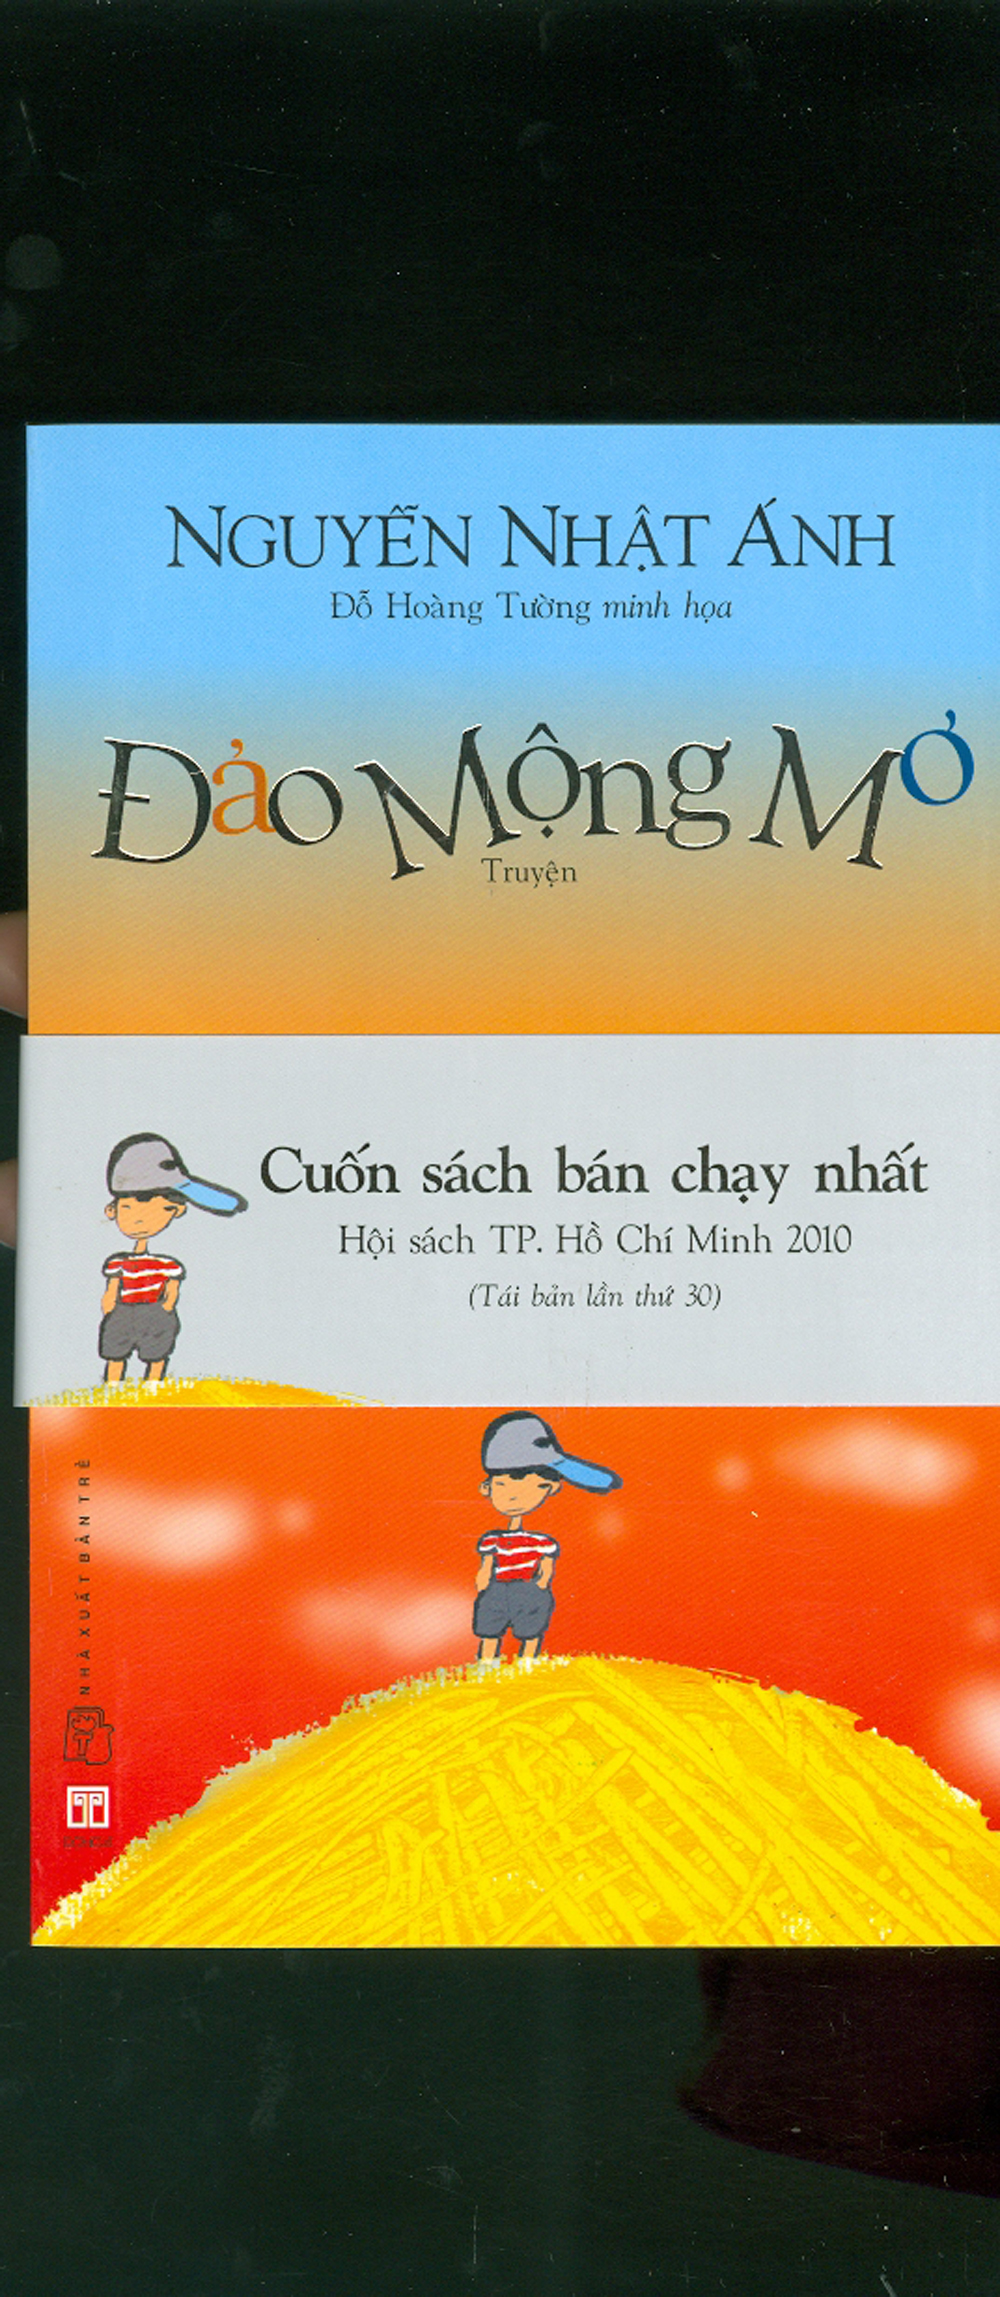 NGUYỄN NHẬT ÁNH
Đỗ Hoàng Tường minh họa
Đảo Mộng Mơ
Truyện
Cuốn sách bán chạy nhất
Hội sách TP. Hồ Chí Minh 2010
(Tái bản lần thứ 30)
NHÀ XUẤT BẢN TRẺ